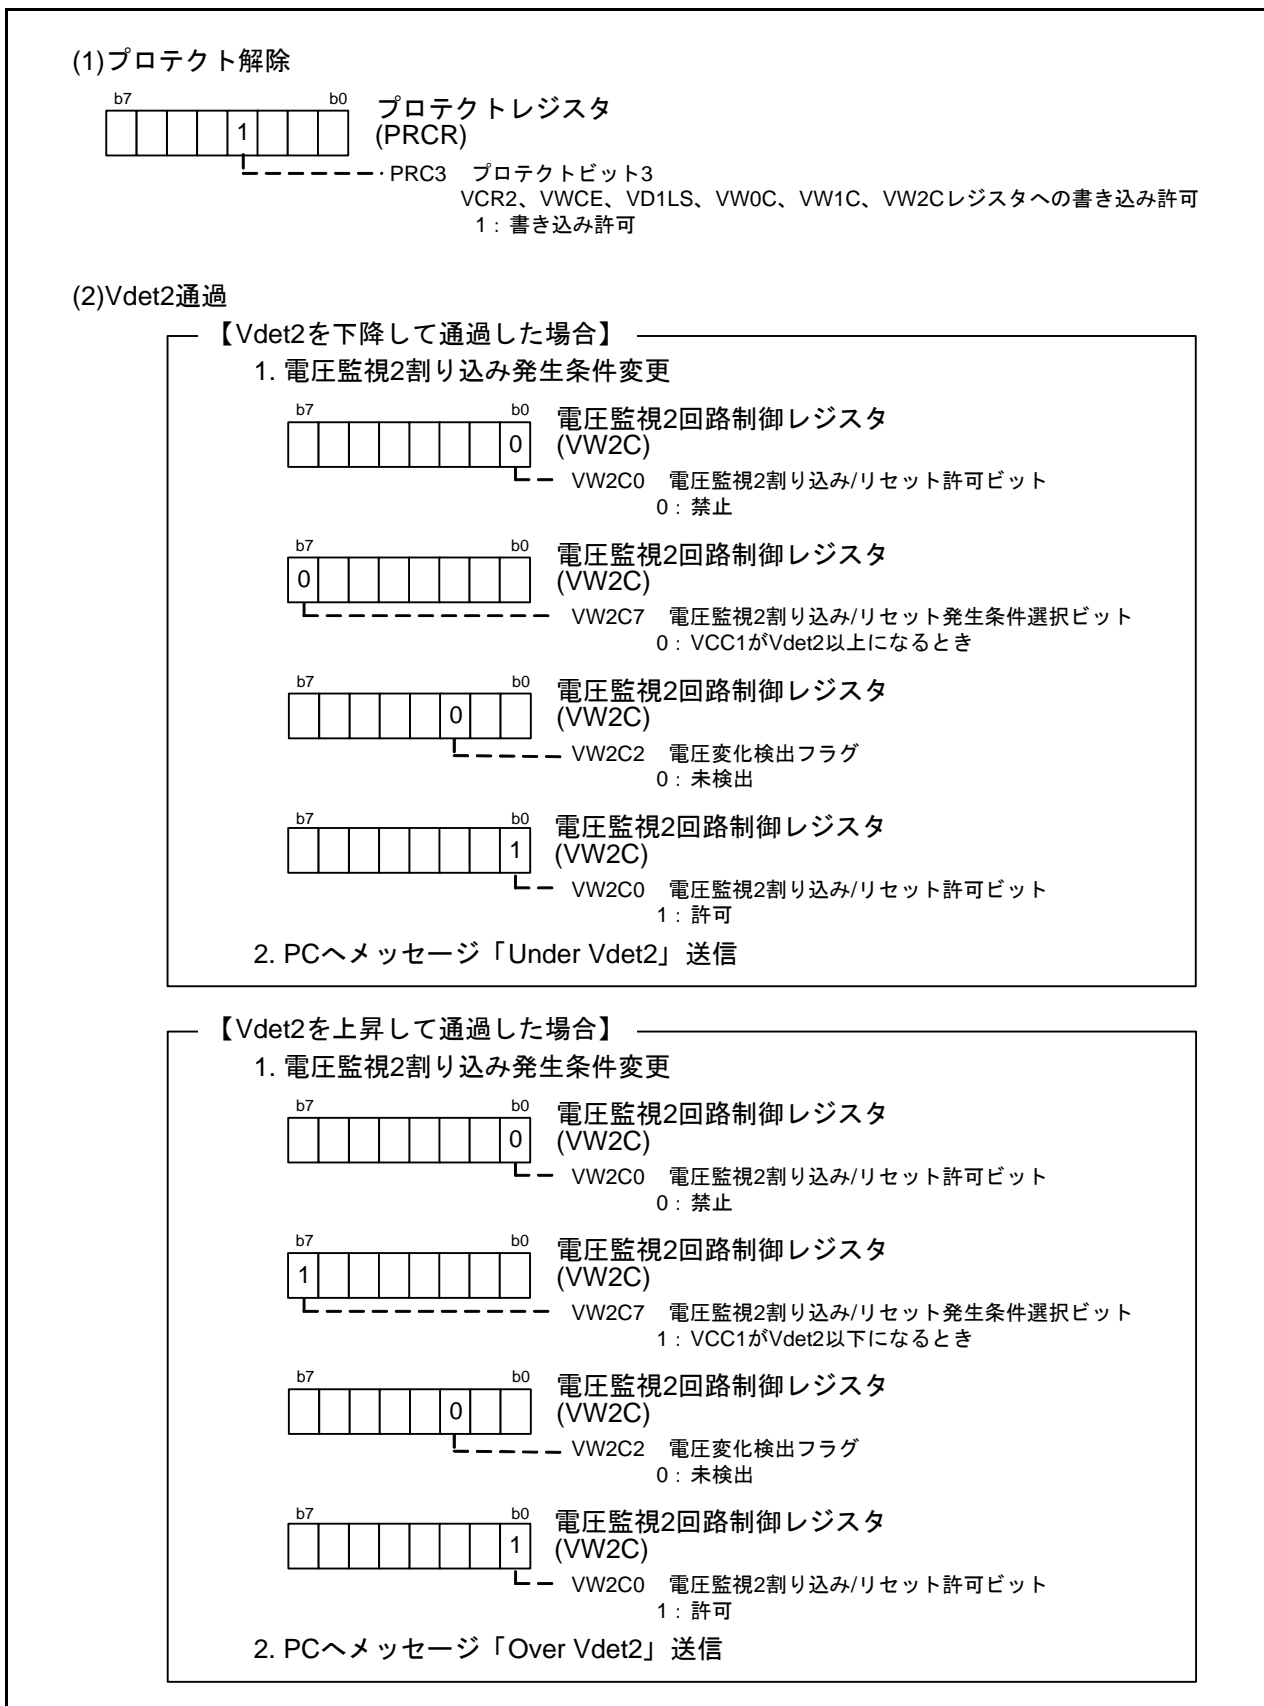 (1)プロテクト解除
b7 b0 プロテクトレジスタ
1 (PRCR)
PRC3 プロテクトビット3
VCR2、VWCE、VD1LS、VW0C、VW1C、VW2Cレジスタへの書き込み許可
1：書き込み許可
(2)Vdet2通過
【Vdet2を下降して通過した場合】
1. 電圧監視2割り込み発生条件変更
b7 b0 電圧監視2回路制御レジスタ
0 (VW2C)
VW2C0 電圧監視2割り込み/リセット許可ビット
0：禁止
b7 b0 電圧監視2回路制御レジスタ
0 (VW2C)
VW2C7 電圧監視2割り込み/リセット発生条件選択ビット
0：VCC1がVdet2以上になるとき
b7 b0 電圧監視2回路制御レジスタ
0 (VW2C)
VW2C2 電圧変化検出フラグ
0：未検出
b7 b0 電圧監視2回路制御レジスタ
1 (VW2C)
VW2C0 電圧監視2割り込み/リセット許可ビット
1：許可
2. PCへメッセージ「Under Vdet2」送信
【Vdet2を上昇して通過した場合】
1. 電圧監視2割り込み発生条件変更
b7 b0 電圧監視2回路制御レジスタ
0 (VW2C)
VW2C0 電圧監視2割り込み/リセット許可ビット
0：禁止
b7 b0 電圧監視2回路制御レジスタ
1 (VW2C)
VW2C7 電圧監視2割り込み/リセット発生条件選択ビット
1：VCC1がVdet2以下になるとき
b7 b0 電圧監視2回路制御レジスタ
0 (VW2C)
VW2C2 電圧変化検出フラグ
0：未検出
b7 b0 電圧監視2回路制御レジスタ
1 (VW2C)
VW2C0 電圧監視2割り込み/リセット許可ビット
1：許可
2. PCへメッセージ「Over Vdet2」送信